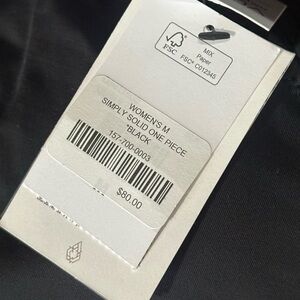 FSC
MIX
Paper
FSC® C012345
WOMEN'S M
SIMPLY SOLID ONE PIECE
*BLACK
157-700-0003
$80.00